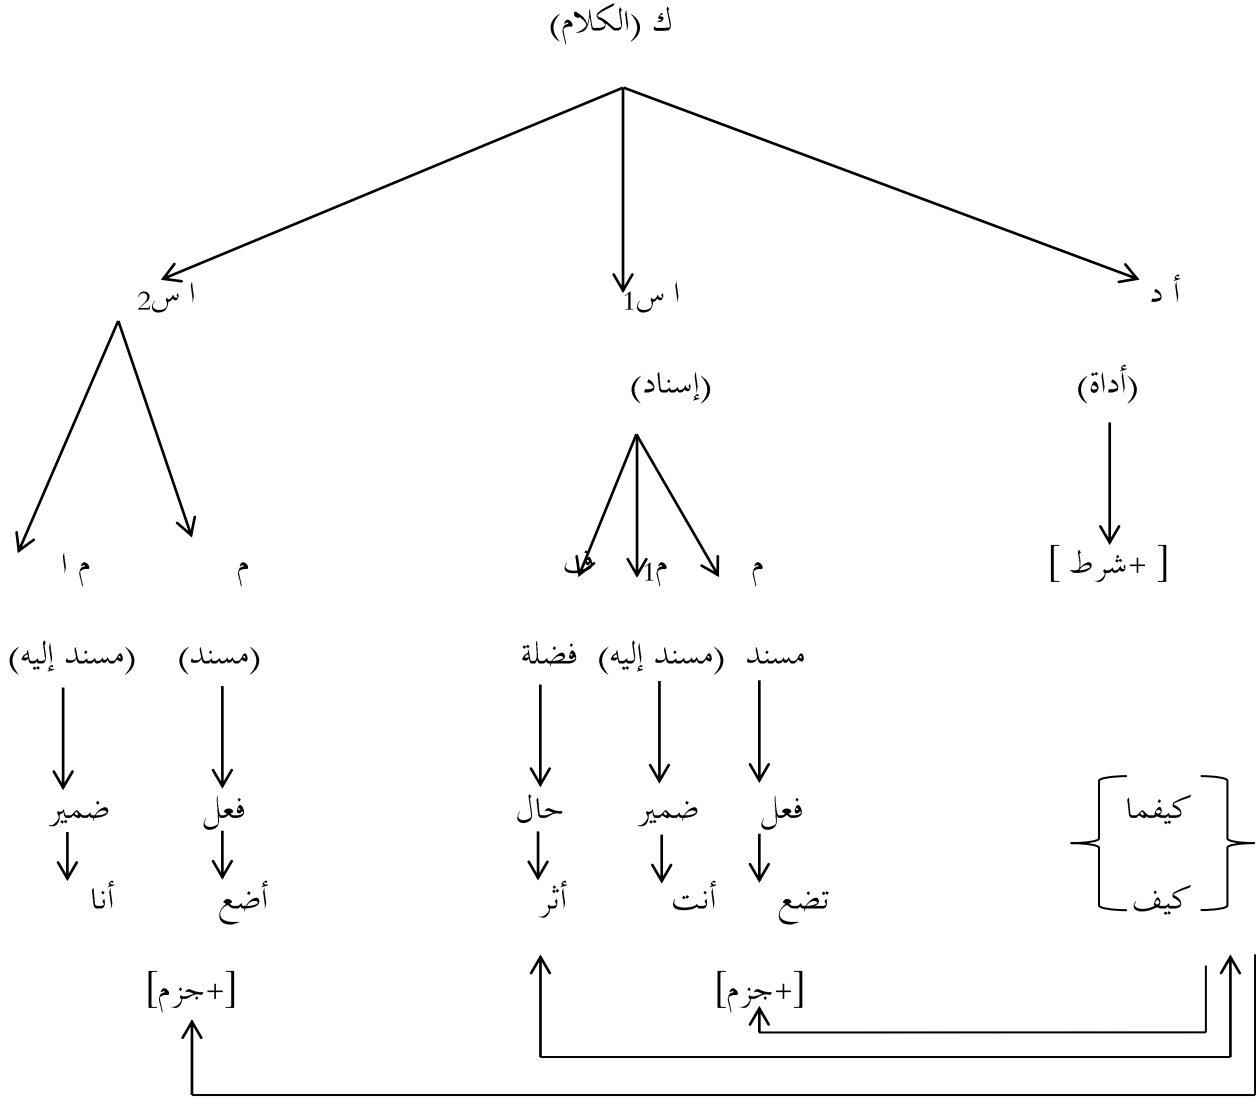 ك (الكلام)
أ د
ا س1
ا س2
(أداة)
(إسناد)
[ +شرط ]
م
م1
ف
م
م ا
مسند
(مسند إليه)
فضلة
(مسند)
(مسند إليه)
كيفما
فعل
ضمير
حال
فعل
ضمير
كيف
تضع
أنت
أثر
أضع
أنا
[+جزم]
[+جزم]